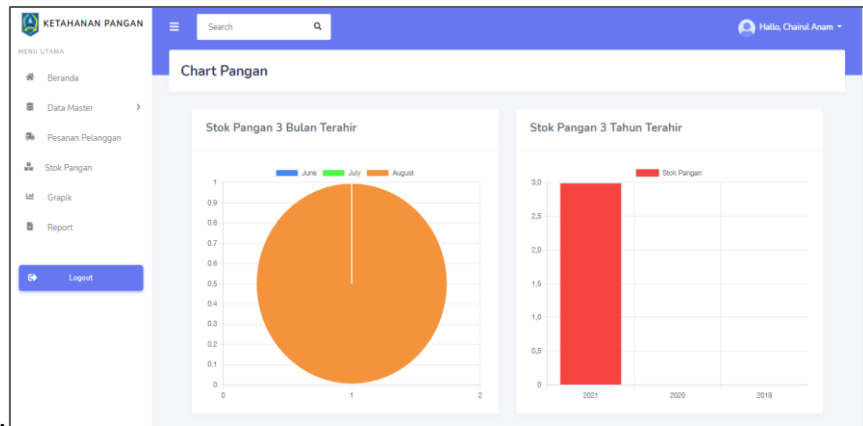 KETAHANAN PANGAN
MENU UTAMA
Beranda
Data Master
Pesanan Pelanggan
Stok Pangan
Grapik
Report
Logout
Search
Hallo, Chairul Anam
Chart Pangan
Stok Pangan 3 Bulan Terahir
June July August
1
0.9
0.8
0.7
0.6
0.5
0.4
0.3
0.2
0.1
0
0 1 2
Stok Pangan 3 Tahun Terahir
Stok Pangan
3,0
2,5
2,0
1,5
1,0
0,5
0
2021 2020 2019